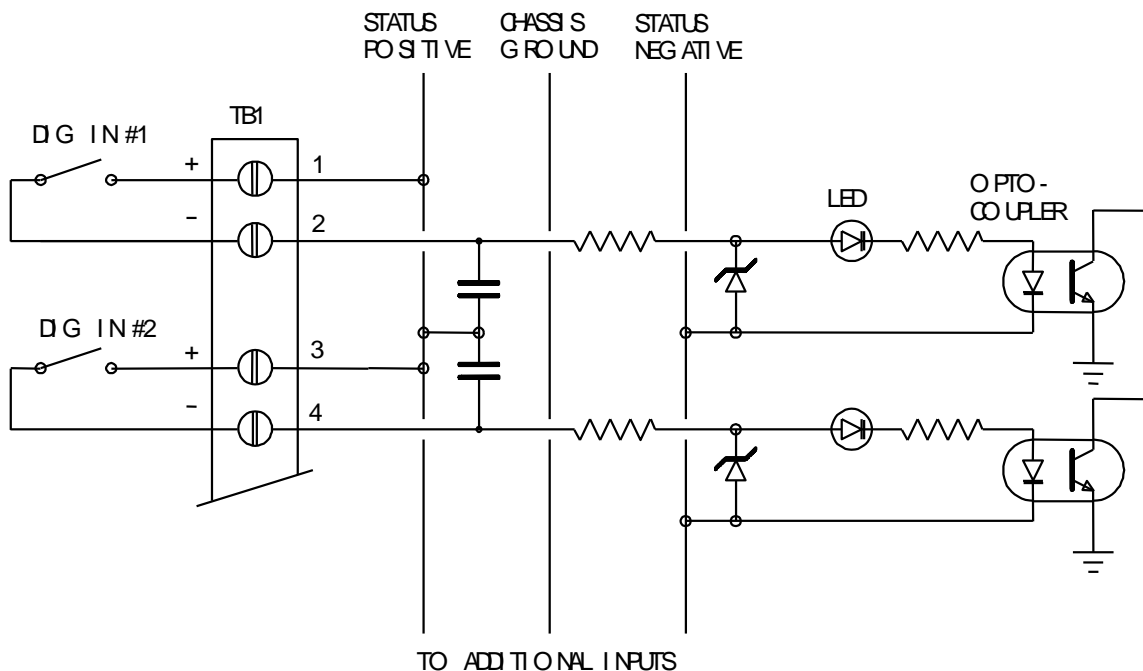 STATUS
POSITIVE
CHASSIS
GROUND
STATUS
NEGATIVE
TB1
DIG IN #1
+
1
LED
OPTO-
COUPLER
−
2
DIG IN #2
+
3
−
4
TO ADDITIONAL INPUTS